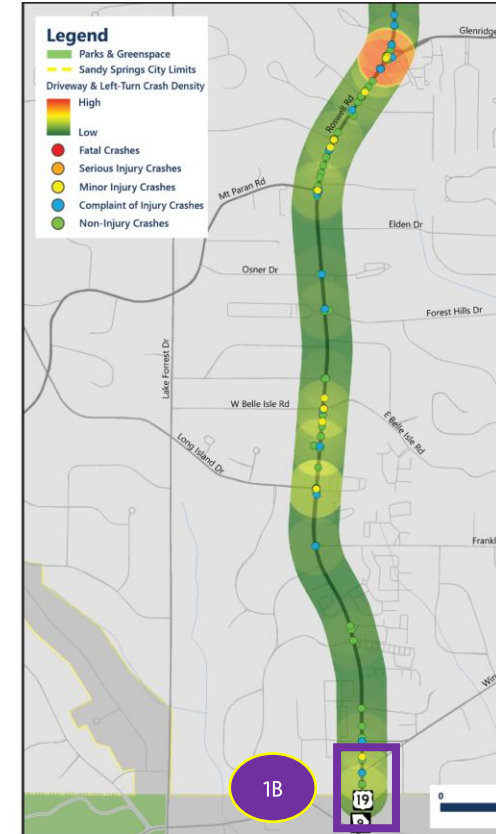 Legend
Parks & Greenspace
Sandy Springs City Limits
Driveway & Left-Turn Crash Density
High
Low
Fatal Crashes
Serious Injury Crashes
Minor Injury Crashes
Complaint of Injury Crashes
Non-Injury Crashes
Glenridge
Roswell Rd
Mt Paran Rd
Elden Dr
Osner Dr
Forest Hills Dr
Lake Forrest Dr
W Belle Isle Rd
E Belle Isle Rd
Long Island Dr
Frankl
Win
1B
19
0